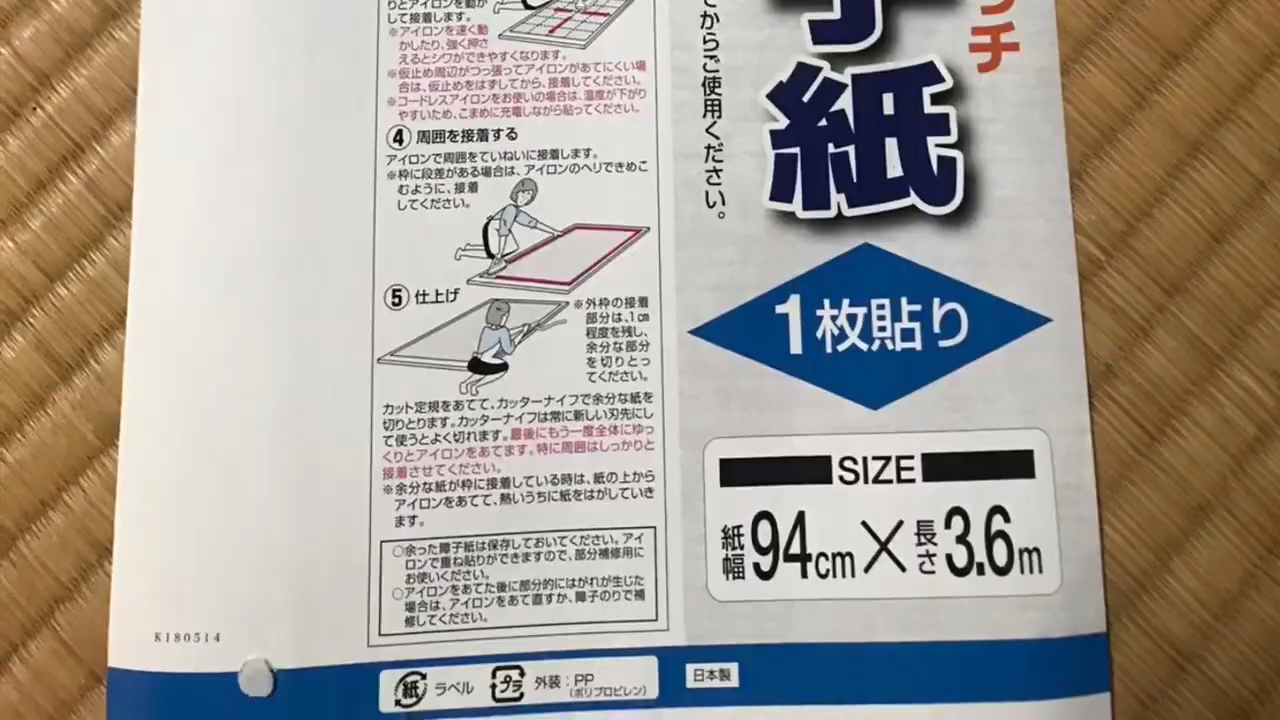 りとアイロンを動か
して接着します。
※アイロンを速く動
かしたり、強く押さ
えるとシワができやすくなります。
※仮止め周辺がつっ張ってアイロンがあてにくい場
合は、仮止めをはずしてから、接着してください。
※コードレスアイロンをお使いの場合は、温度が下がり
やすいため、こまめに充電しながら貼ってください。
④ 周囲を接着する
アイロンで周囲をていねいに接着します。
※枠に段差がある場合は、アイロンのヘリできめこ
むように、接着
してください。
⑤ 仕上げ
※外枠の接着
部分は、1cm
程度を残し、
余分な部分
を切りとっ
てください。
カット定規をあてて、カッターナイフで余分な紙を
切りとります。カッターナイフは常に新しい刃先にし
て使うとよく切れます。最後にもう一度全体にゆっ
くりとアイロンをあてます。特に周囲はしっかりと
接着させてください。
※余分な紙が枠に接着している時は、紙の上から
アイロンをあてて、熱いうちに紙をはがしていき
ます。
○余った障子紙は保存しておいてください。アイ
ロンで重ね貼りができますので、部分補修用に
お使いください。
○アイロンをあてた後に部分的にはがれが生じた
場合は、アイロンをあて直すか、障子のりで補
修してください。
K180514
紙 ラベル
プラ 外装:PP
(ポリプロピレン)
日本製
ッチ
子紙
てからご使用ください。
1枚貼り
SIZE
紙幅94cm×長さ3.6m